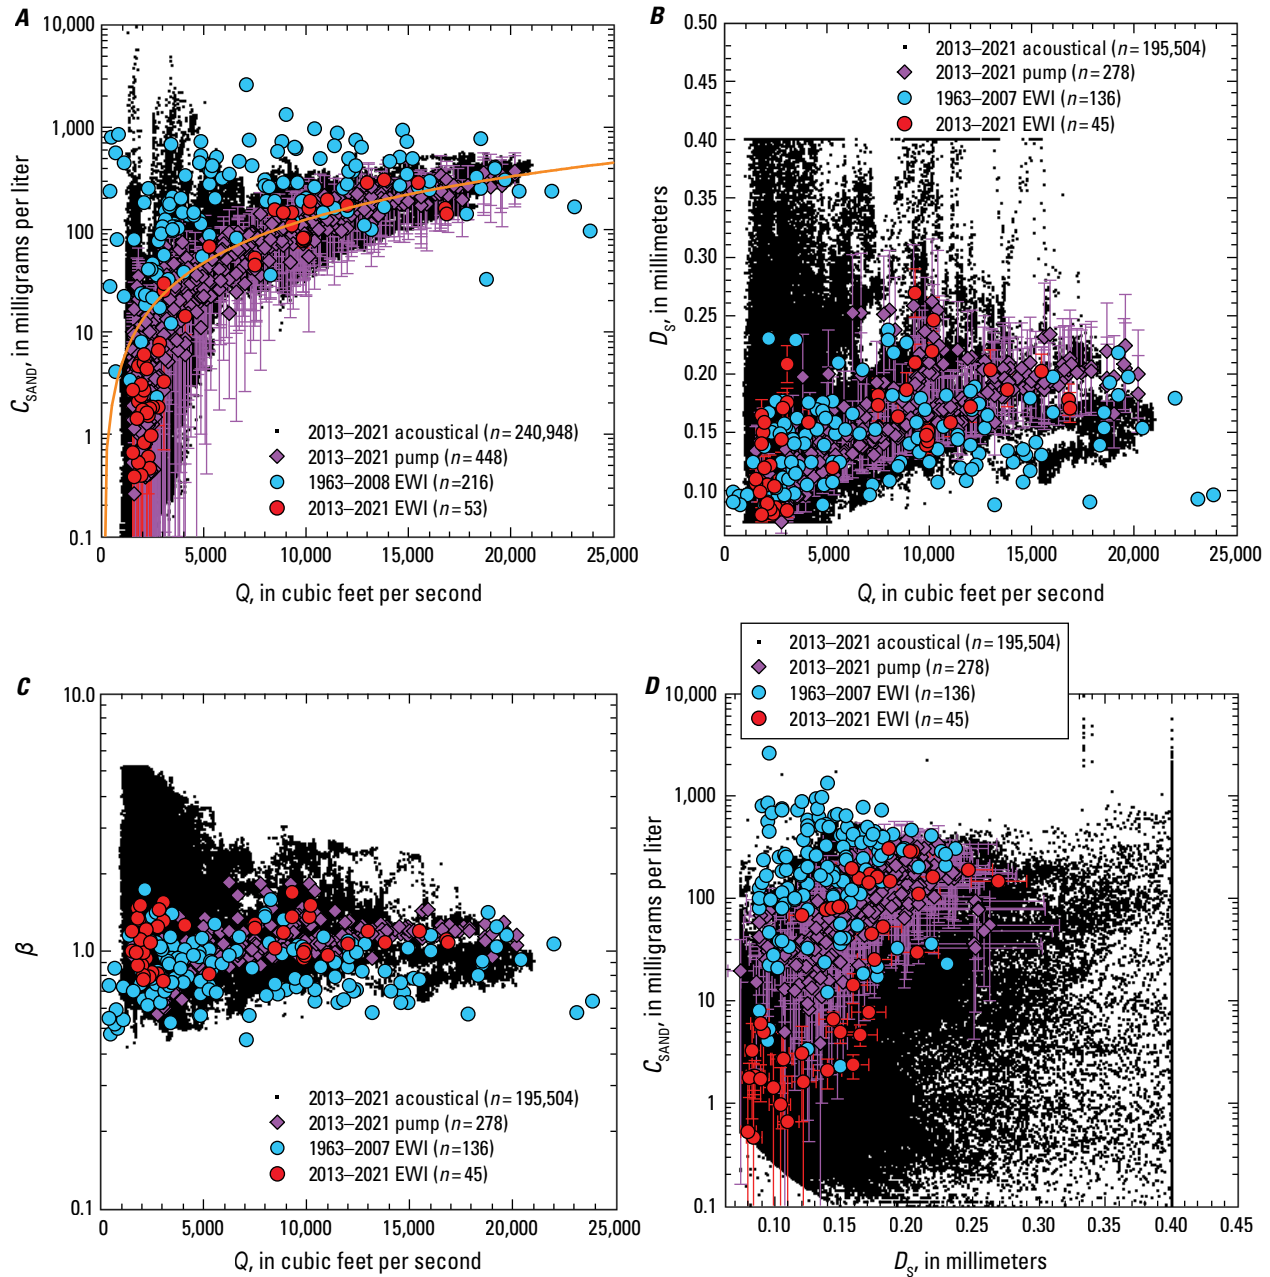 A
10,000
1,000
100
10
1
0.1
C_SAND, in milligrams per liter
2013–2021 acoustical (n=240,948)
2013–2021 pump (n=448)
1963–2008 EWI (n=216)
2013–2021 EWI (n=53)
0 5,000 10,000 15,000 20,000 25,000
Q, in cubic feet per second
B
0.50
0.45
0.40
0.35
0.30
0.25
0.20
0.15
0.10
D_S, in millimeters
2013–2021 acoustical (n=195,504)
2013–2021 pump (n=278)
1963–2007 EWI (n=136)
2013–2021 EWI (n=45)
0 5,000 10,000 15,000 20,000 25,000
Q, in cubic feet per second
C
10.0
1.0
0.1
β
2013–2021 acoustical (n=195,504)
2013–2021 pump (n=278)
1963–2007 EWI (n=136)
2013–2021 EWI (n=45)
0 5,000 10,000 15,000 20,000 25,000
Q, in cubic feet per second
2013–2021 acoustical (n=195,504)
2013–2021 pump (n=278)
1963–2007 EWI (n=136)
2013–2021 EWI (n=45)
D
10,000
1,000
100
10
1
0.1
C_SAND, in milligrams per liter
0.10 0.15 0.20 0.25 0.30 0.35 0.40 0.45
D_S, in millimeters